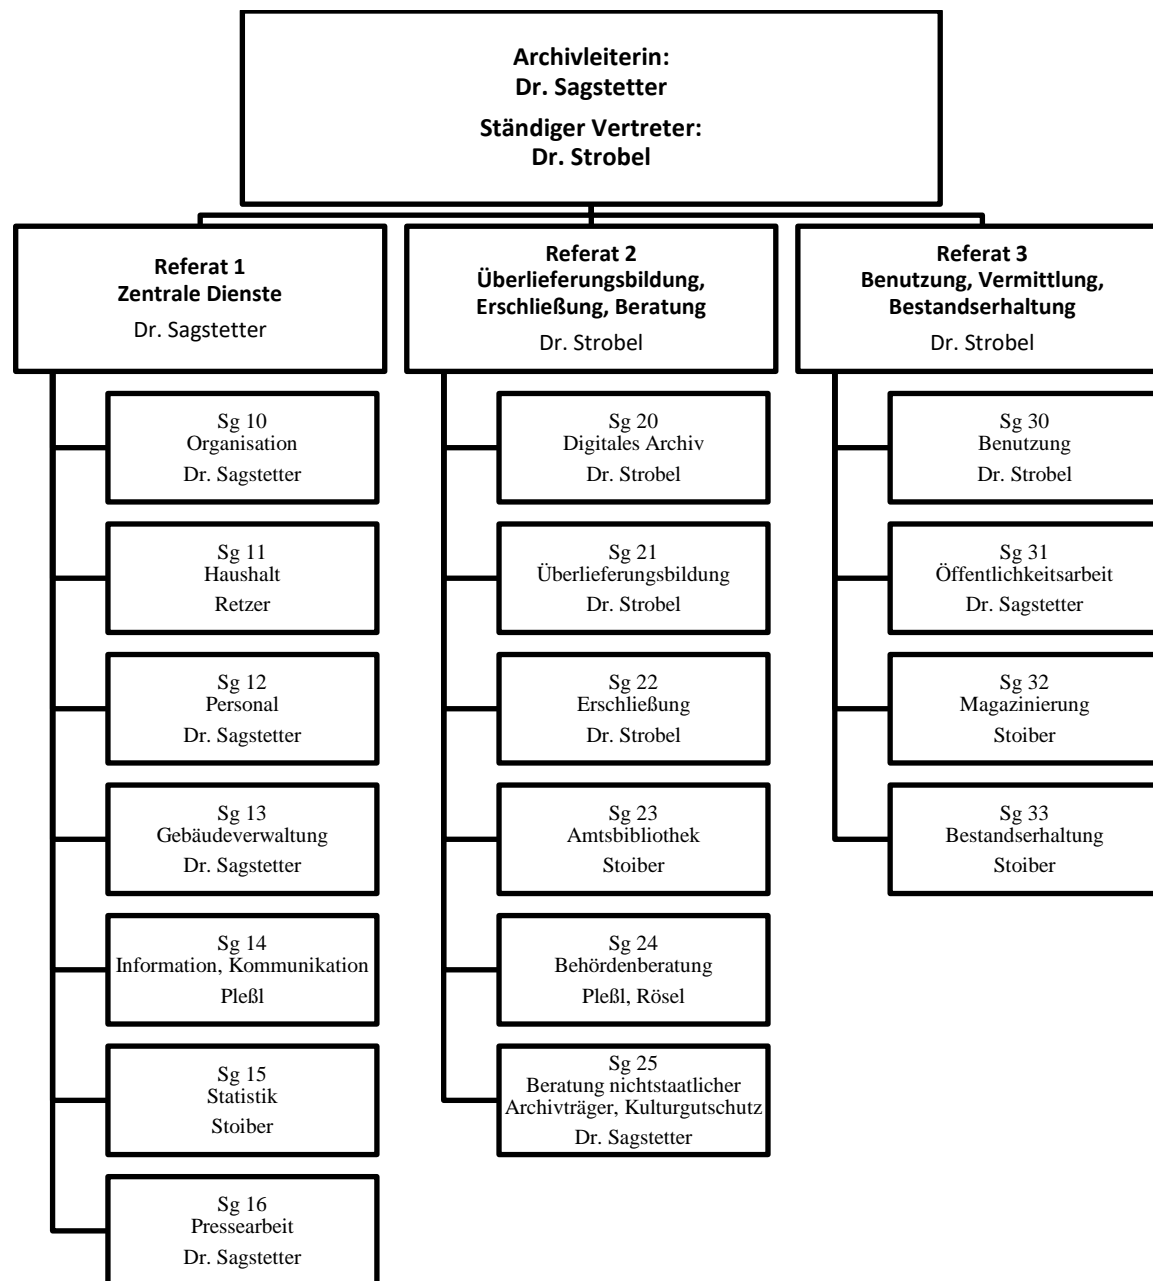 Archivleiterin:
Dr. Sagstetter
Ständiger Vertreter:
Dr. Strobel
Referat 1
Zentrale Dienste
Dr. Sagstetter
Sg 10
Organisation
Dr. Sagstetter
Sg 11
Haushalt
Retzer
Sg 12
Personal
Dr. Sagstetter
Sg 13
Gebäudeverwaltung
Dr. Sagstetter
Sg 14
Information, Kommunikation
Pleßl
Sg 15
Statistik
Stoiber
Sg 16
Pressearbeit
Dr. Sagstetter
Referat 2
Überlieferungsbildung,
Erschließung, Beratung
Dr. Strobel
Sg 20
Digitales Archiv
Dr. Strobel
Sg 21
Überlieferungsbildung
Dr. Strobel
Sg 22
Erschließung
Dr. Strobel
Sg 23
Amtsbibliothek
Stoiber
Sg 24
Behördenberatung
Pleßl, Rösel
Sg 25
Beratung nichtstaatlicher
Archivträger, Kulturgutschutz
Dr. Sagstetter
Referat 3
Benutzung, Vermittlung,
Bestandserhaltung
Dr. Strobel
Sg 30
Benutzung
Dr. Strobel
Sg 31
Öffentlichkeitsarbeit
Dr. Sagstetter
Sg 32
Magazinierung
Stoiber
Sg 33
Bestandserhaltung
Stoiber